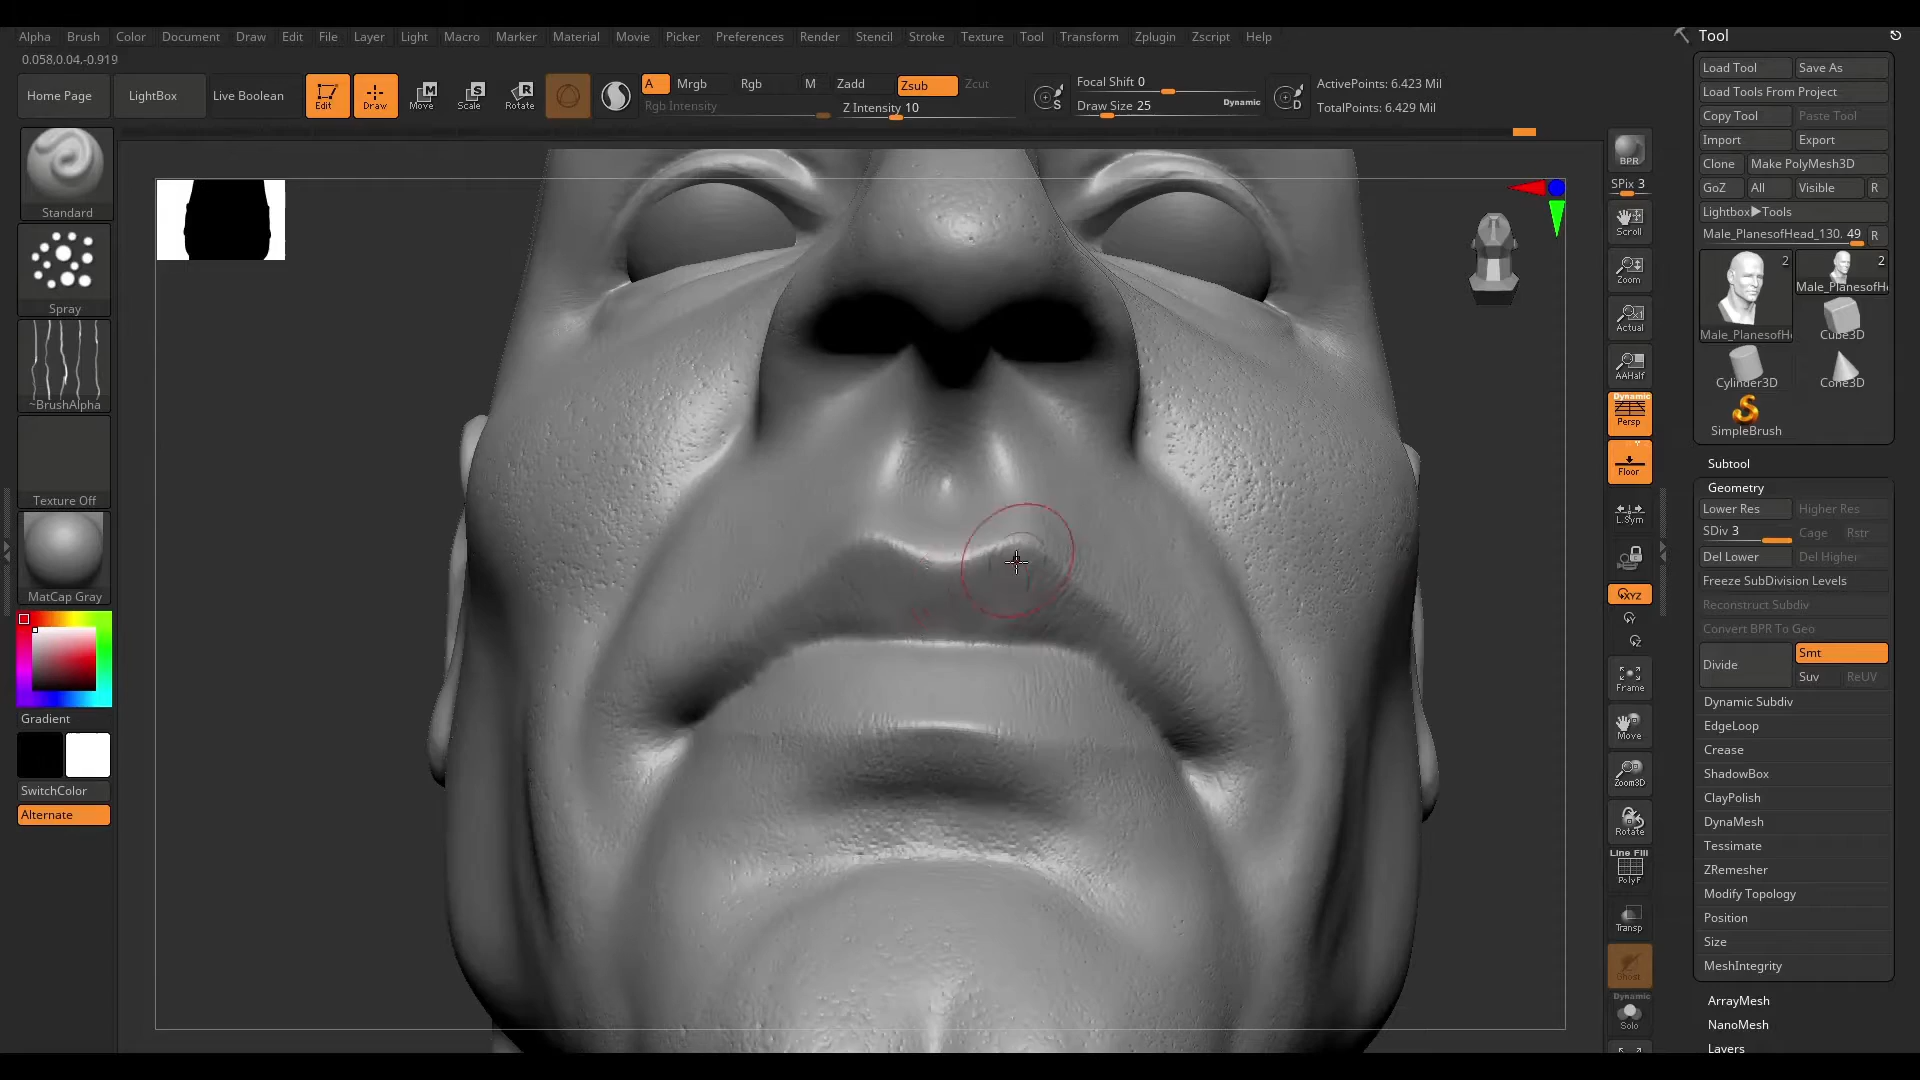 Alpha Brush Color Document Draw Edit File Layer Light Macro Marker Material Movie Picker Preferences Render Stencil Stroke Texture Tool Transform Zplugin Zscript Help
Tool
0.058,0.04,-0.919
Home Page LightBox Live Boolean Edit Draw Move Scale Rotate
A Mrgb Rgb M Zadd Zsub Zcut
Rgb Intensity Z Intensity 10
Focal Shift 0
Draw Size 25 Dynamic
ActivePoints: 6.423 Mil
TotalPoints: 6.429 Mil
Standard
Spray
~BrushAlpha
Texture Off
MatCap Gray
Gradient
SwitchColor
Alternate
BPR
SPix 3
Scroll
Zoom
Actual
AAHalf
Dynamic
Persp
Floor
L.Sym
XYZ
Frame
Move
Zoom3D
Rotate
Line Fill
PolyF
Transp
Ghost
Dynamic
Solo
Load Tool Save As
Load Tools From Project
Copy Tool Paste Tool
Import Export
Clone Make PolyMesh3D
GoZ All Visible R
Lightbox▶Tools
Male_PlanesofHead_130. 49 R
2 2
Male_PlanesofH
Male_PlanesofH Cube3D
Cylinder3D Cone3D
SimpleBrush
Subtool
Geometry
Lower Res Higher Res
SDiv 3 Cage Rstr
Del Lower Del Higher
Freeze SubDivision Levels
Reconstruct Subdiv
Convert BPR To Geo
Divide Smt
Suv ReUV
Dynamic Subdiv
EdgeLoop
Crease
ShadowBox
ClayPolish
DynaMesh
Tessimate
ZRemesher
Modify Topology
Position
Size
MeshIntegrity
ArrayMesh
NanoMesh
Layers